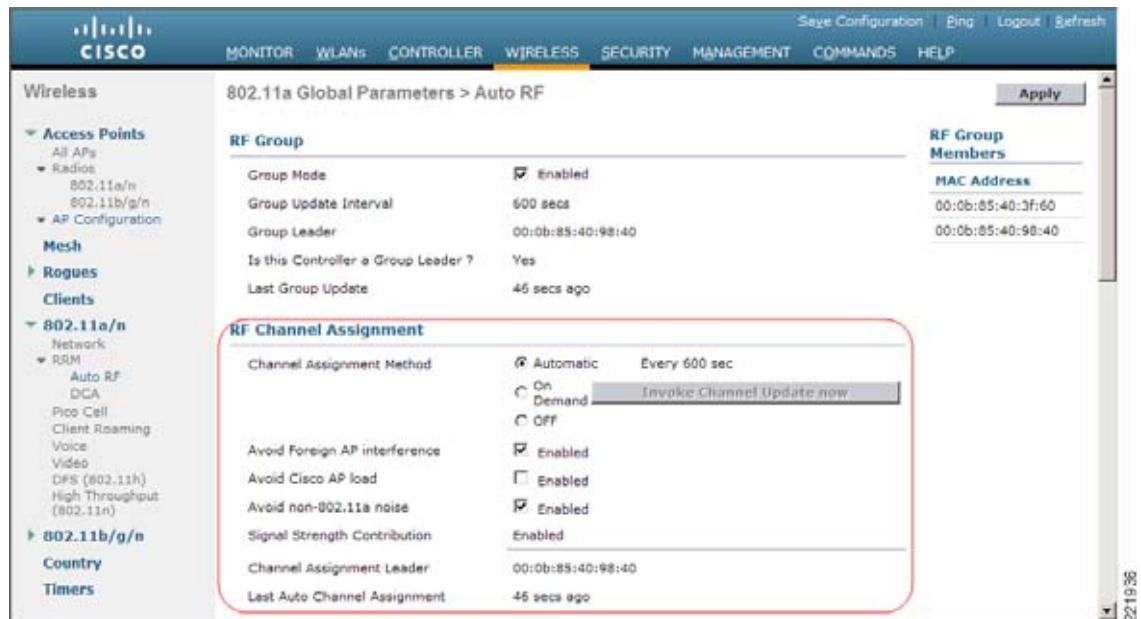 Save Configuration Ping Logout Refresh
CISCO
MONITOR WLANs CONTROLLER WIRELESS SECURITY MANAGEMENT COMMANDS HELP
Wireless
Access Points
All APs
Radios
802.11a/n
802.11b/g/n
AP Configuration
Mesh
Rogues
Clients
802.11a/n
Network
RRM
Auto RF
DCA
Pico Cell
Client Roaming
Voice
Video
DFS (802.11h)
High Throughput
(802.11n)
802.11b/g/n
Country
Timers
802.11a Global Parameters > Auto RF
Apply
RF Group
Group Mode Enabled
Group Update Interval 600 secs
Group Leader 00:0b:85:40:98:40
Is this Controller a Group Leader ? Yes
Last Group Update 46 secs ago
RF Channel Assignment
Channel Assignment Method Automatic Every 600 sec
On
Demand Invoke Channel Update now
OFF
Avoid Foreign AP interference Enabled
Avoid Cisco AP load Enabled
Avoid non-802.11a noise Enabled
Signal Strength Contribution Enabled
Channel Assignment Leader 00:0b:85:40:98:40
Last Auto Channel Assignment 46 secs ago
RF Group
Members
MAC Address
00:0b:85:40:3f:60
00:0b:85:40:98:40
221936